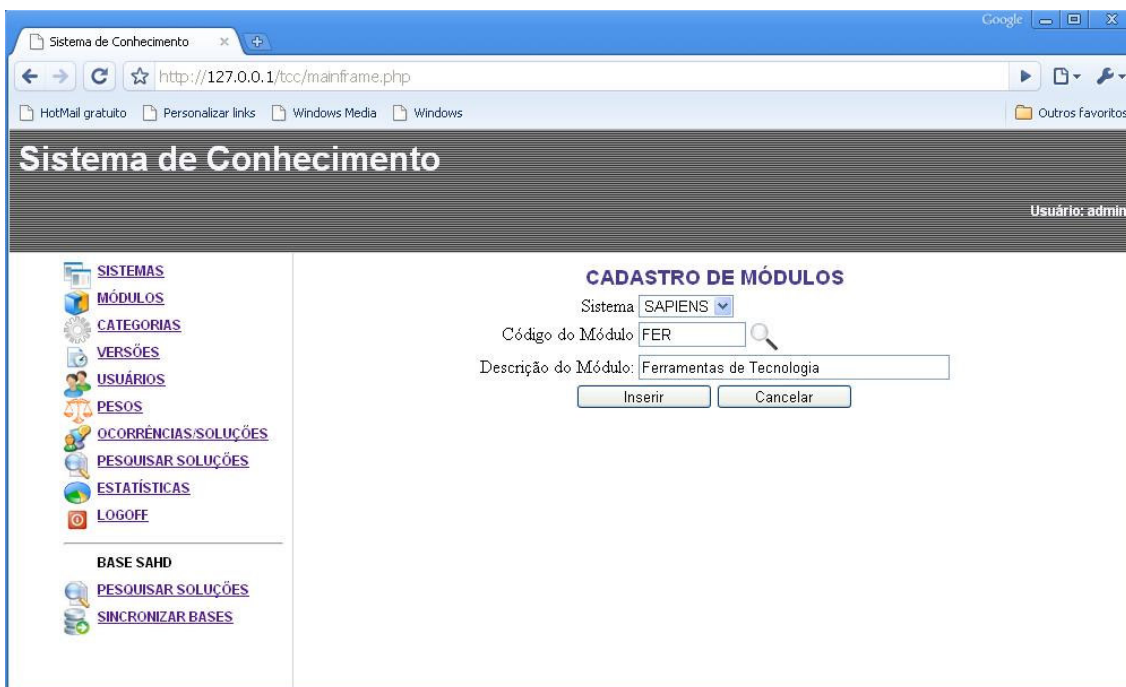 Google
Sistema de Conhecimento
http://127.0.0.1/tcc/mainframe.php
HotMail gratuito Personalizar links Windows Media Windows Outros favoritos
Sistema de Conhecimento
Usuário: admin
SISTEMAS
MÓDULOS
CATEGORIAS
VERSÕES
USUÁRIOS
PESOS
OCORRÊNCIAS/SOLUÇÕES
PESQUISAR SOLUÇÕES
ESTATÍSTICAS
LOGOFF
BASE SAHD
PESQUISAR SOLUÇÕES
SINCRONIZAR BASES
CADASTRO DE MÓDULOS
Sistema SAPIENS
Código do Módulo FER
Descrição do Módulo: Ferramentas de Tecnologia
Inserir Cancelar